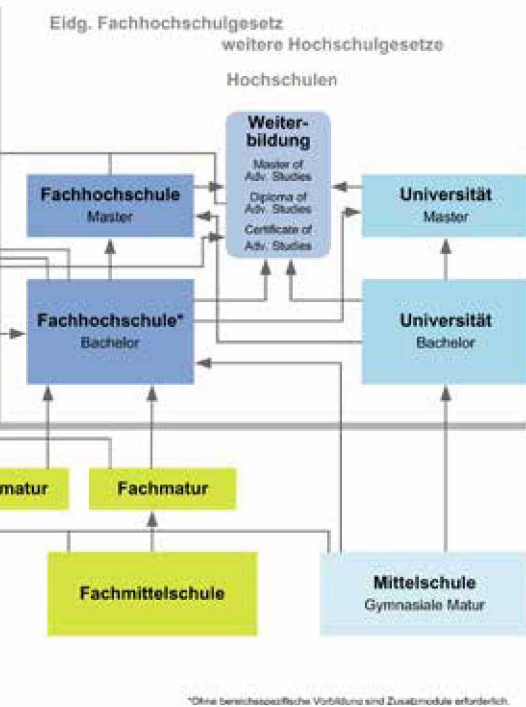 Eidg. Fachhochschulgesetz
weitere Hochschulgesetze
Hochschulen
Weiter-
bildung
Master of
Adv. Studies
Diploma of
Adv. Studies
Certificate of
Adv. Studies
Fachhochschule
Master
Universität
Master
Fachhochschule*
Bachelor
Universität
Bachelor
matur
Fachmatur
Fachmittelschule
Mittelschule
Gymnasiale Matur
*Ohne bereichsspezifische Vorbildung sind Zusatzmodule erforderlich.